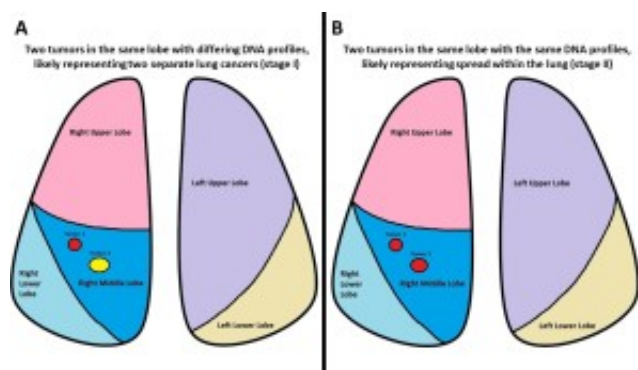 A
Two tumors in the same lobe with differing DNA profiles,
likely representing two separate lung cancers (stage I)
Right Upper Lobe
Left Upper Lobe
Right
Lower
Lobe
Right Middle Lobe
Left Lower Lobe
B
Two tumors in the same lobe with the same DNA profiles,
likely representing spread within the lung (stage II)
Right Upper Lobe
Left Upper Lobe
Right
Lower
Lobe
Right Middle Lobe
Left Lower Lobe